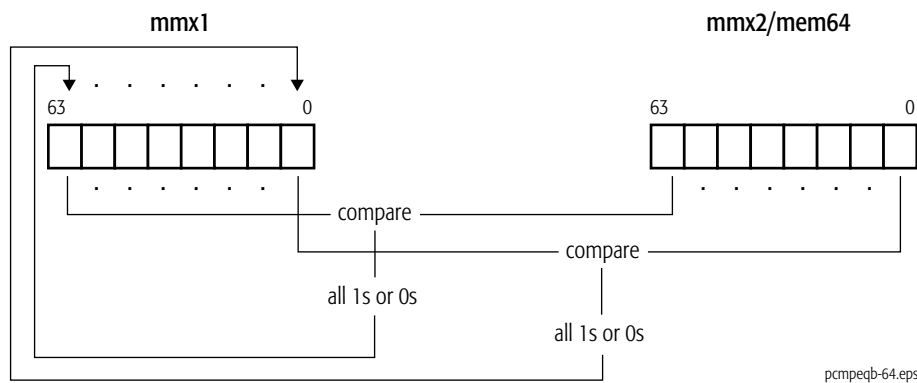 mmx1 mmx2/mem64
. . . . . .
63 0 63 0
. . . . . . . . . . . .
compare
compare
all 1s or 0s
all 1s or 0s
pcmpeqb-64.eps